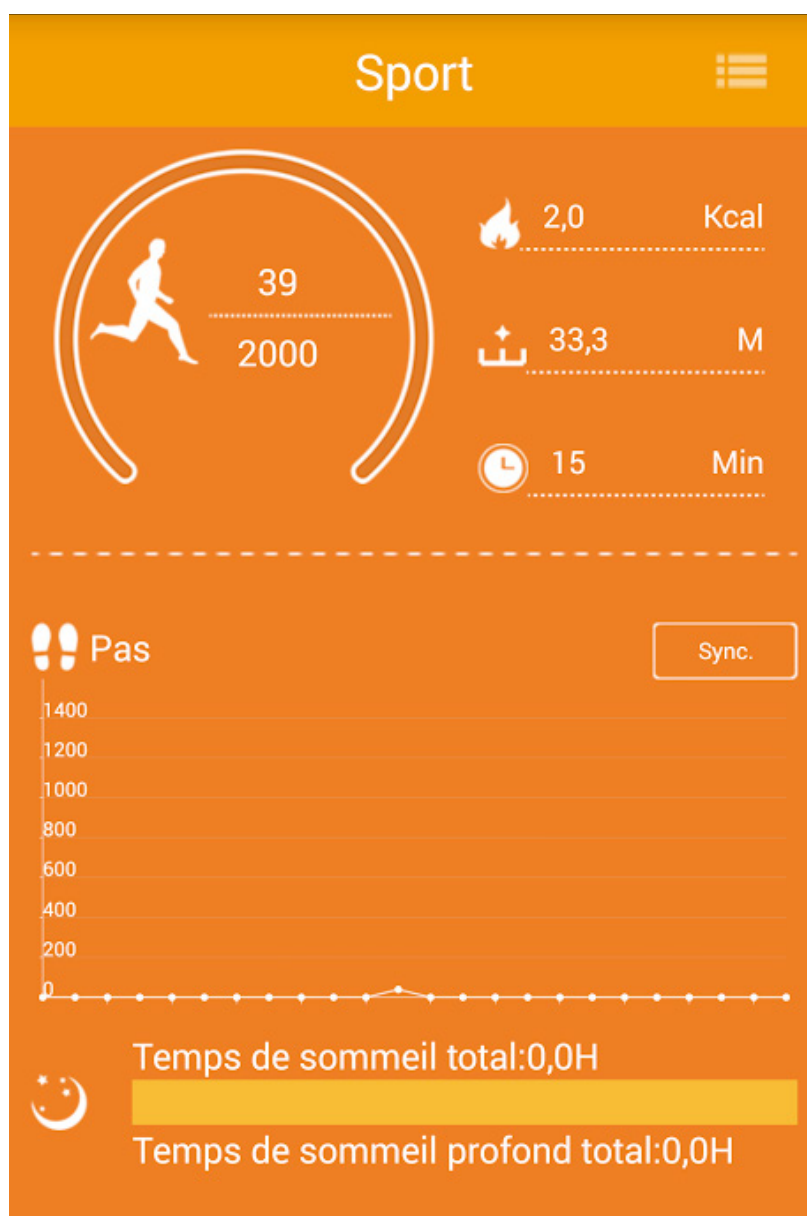 Sport
39
2000
2,0 Kcal
33,3 M
15 Min
Pas
Sync.
1400
1200
1000
800
600
400
200
0
Temps de sommeil total:0,0H
Temps de sommeil profond total:0,0H